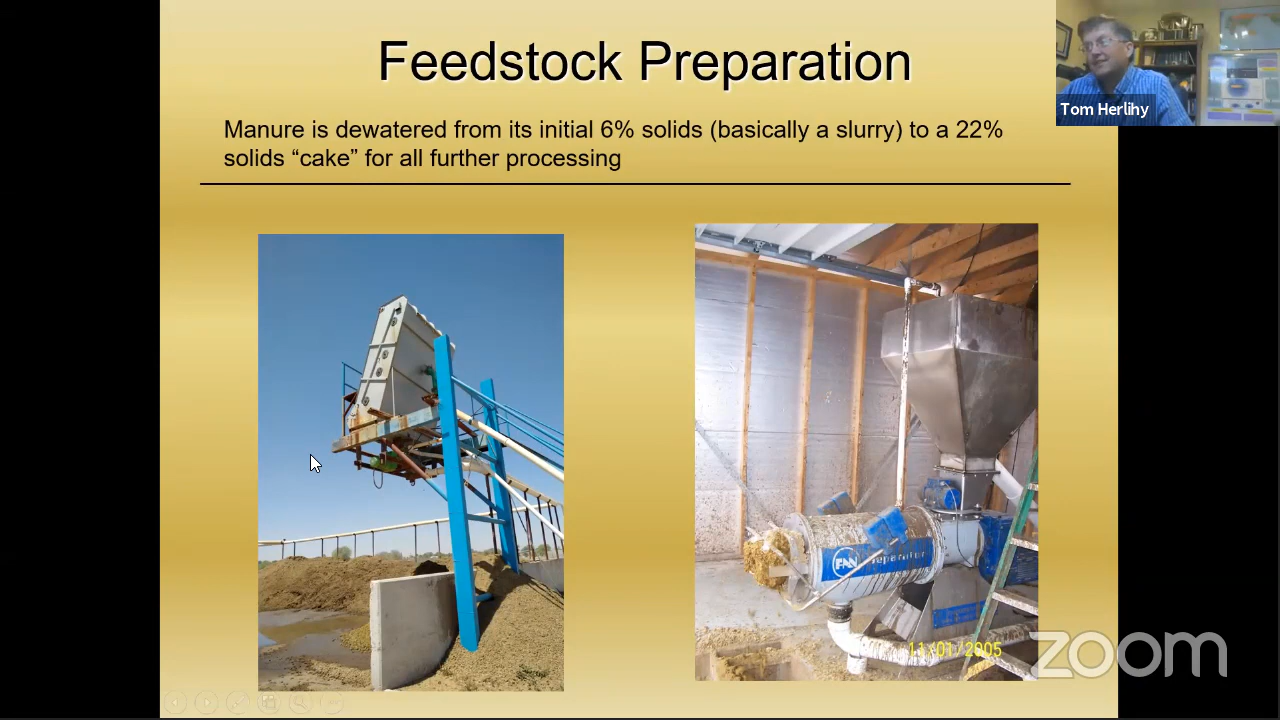 Feedstock Preparation
Tom Herlihy
Manure is dewatered from its initial 6% solids (basically a slurry) to a 22%
solids “cake” for all further processing
FAN Separator
11/01/2005
zoom